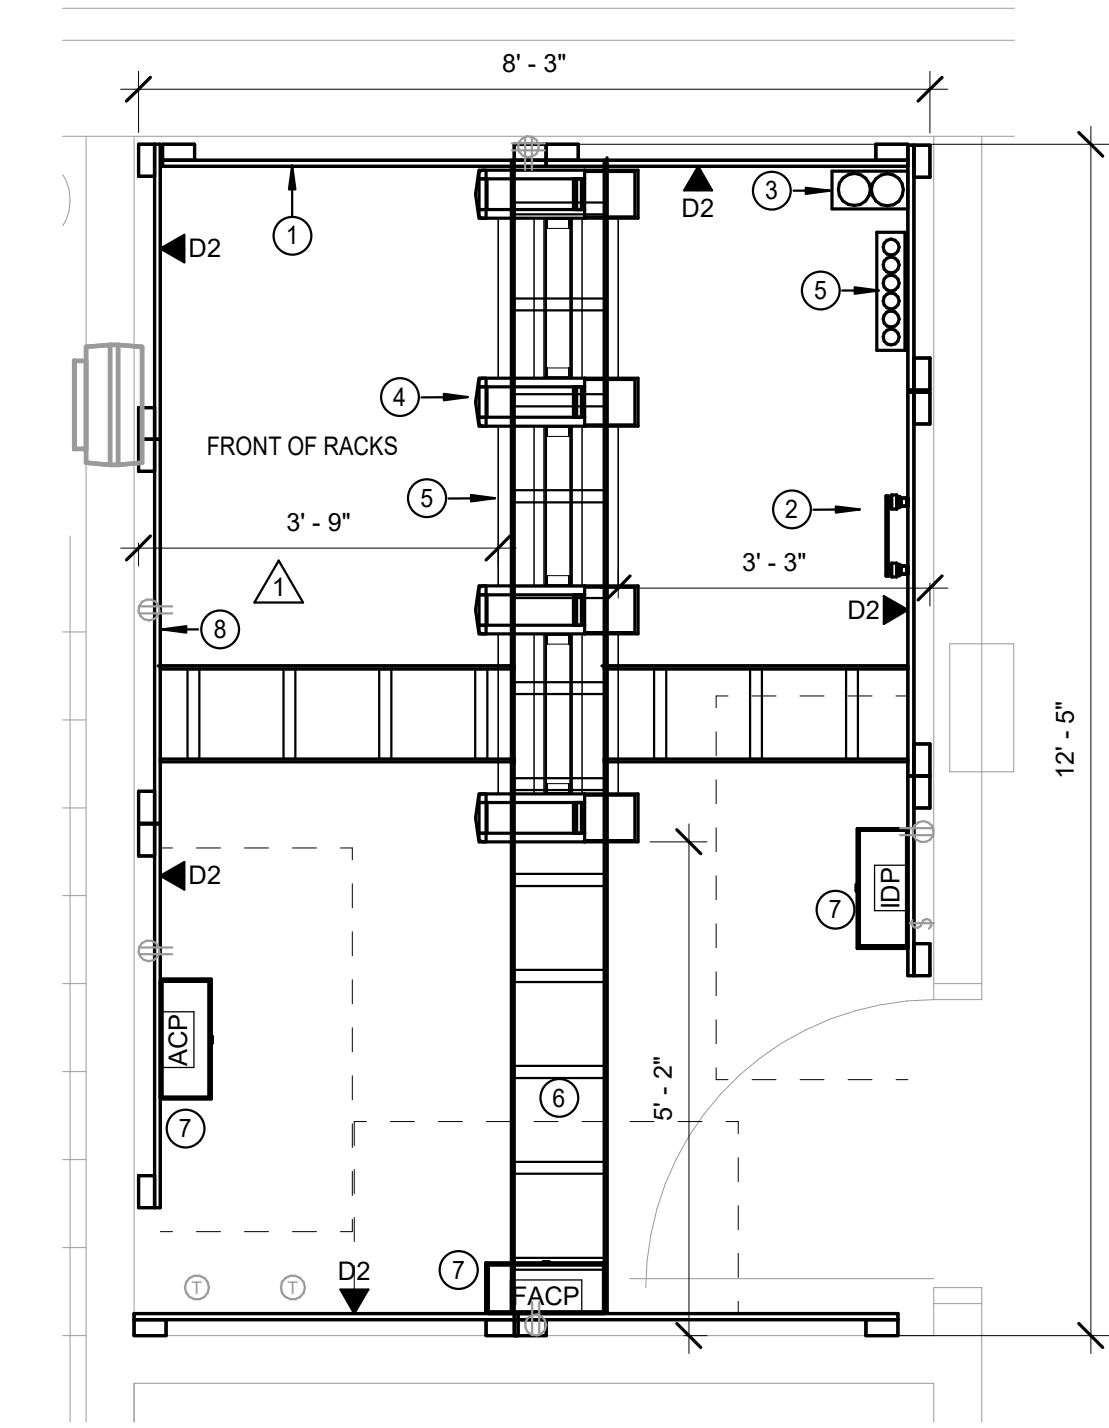 8' - 3"
3
D2
1
D2
5
4
FRONT OF RACKS
5
2
3' - 9"
3' - 3"
1
D2
8
12' - 5"
D2
IDP
7
ACP
5' - 2"
6
7
D2
7
T
T
FACP